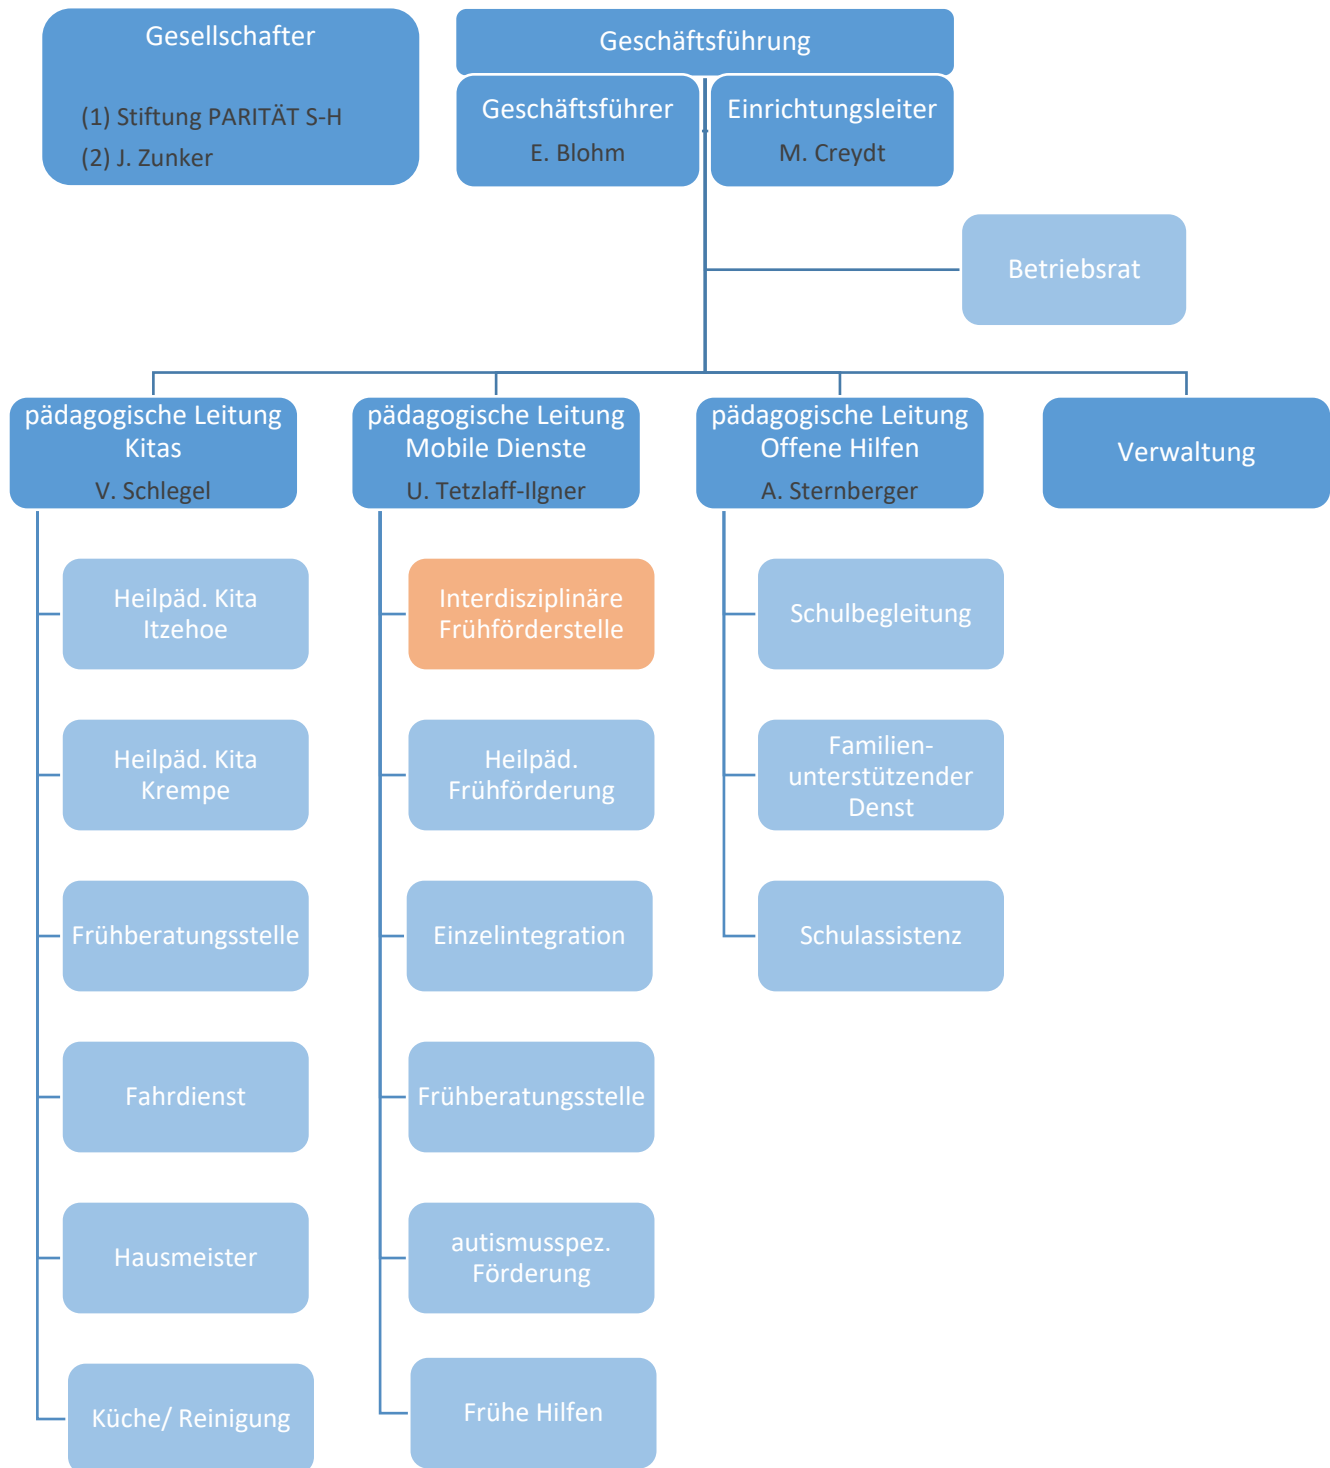 Gesellschafter
(1) Stiftung PARITÄT S-H
(2) J. Zunker
Geschäftsführung
Geschäftsführer
E. Blohm
Einrichtungsleiter
M. Creydt
Betriebsrat
pädagogische Leitung
Kitas
V. Schlegel
pädagogische Leitung
Mobile Dienste
U. Tetzlaff-Ilgner
pädagogische Leitung
Offene Hilfen
A. Sternberger
Verwaltung
Heilpäd. Kita
Itzehoe
Heilpäd. Kita
Krempe
Frühberatungsstelle
Fahrdienst
Hausmeister
Küche/ Reinigung
Interdisziplinäre
Frühförderstelle
Heilpäd.
Frühförderung
Einzelintegration
Frühberatungsstelle
autismusspez.
Förderung
Frühe Hilfen
Schulbegleitung
Familien-
unterstützender
Denst
Schulassistenz